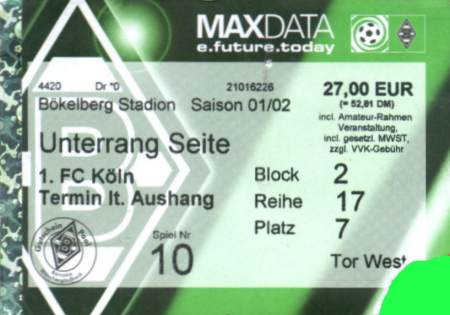 MAXDATA
e.future.today
4420 Dr *0 21016226
27,00 EUR
(= 52,81 DM)
Bökelberg Stadion Saison 01/02
incl. Amateur-Rahmen
Veranstaltung,
incl. gesetzl. MWST,
zzgl. VVK-Gebühr
Unterrang Seite
1. FC Köln
Termin lt. Aushang
Block 2
Reihe 17
Platz 7
Spiel Nr
10
Tor West